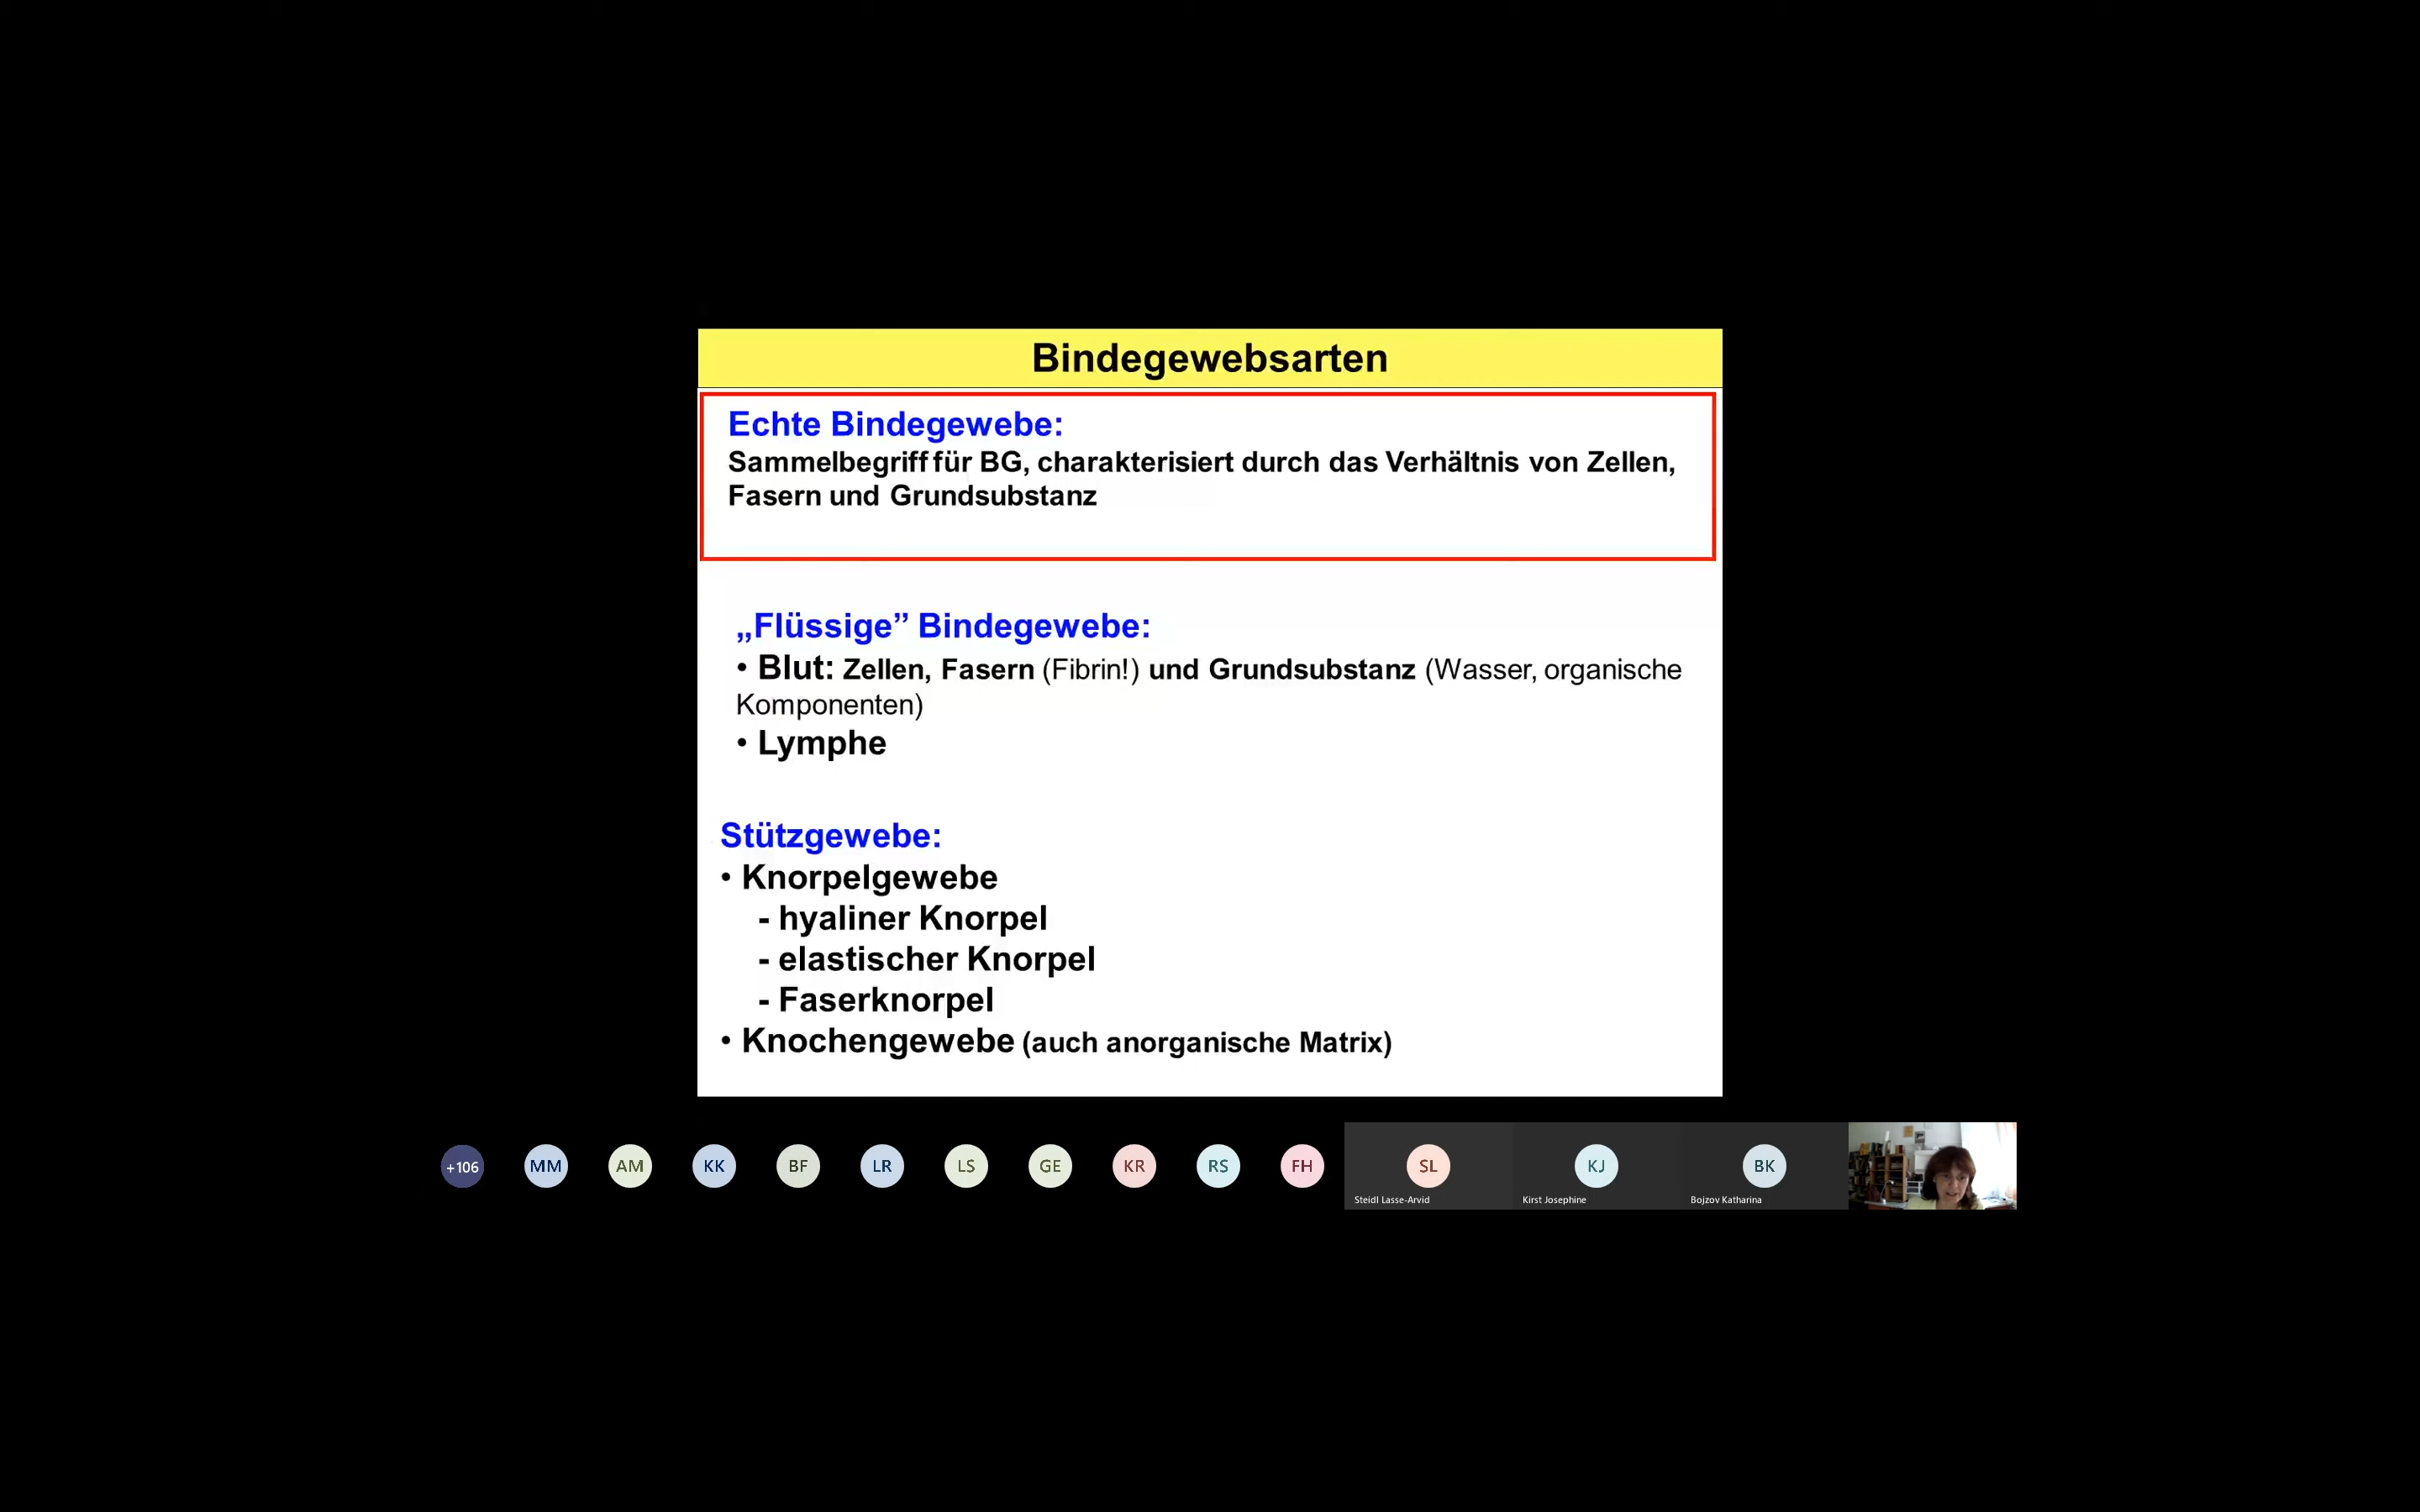 Bindegewebsarten
Echte Bindegewebe:
Sammelbegriff für BG, charakterisiert durch das Verhältnis von Zellen,
Fasern und Grundsubstanz
„Flüssige” Bindegewebe:
• Blut: Zellen, Fasern (Fibrin!) und Grundsubstanz (Wasser, organische
Komponenten)
• Lymphe
Stützgewebe:
• Knorpelgewebe
- hyaliner Knorpel
- elastischer Knorpel
- Faserknorpel
• Knochengewebe (auch anorganische Matrix)
+106 MM AM KK BF LR LS GE KR RS FH SL KJ BK
Steidl Lasse-Arvid Kirst Josephine Bojzov Katharina